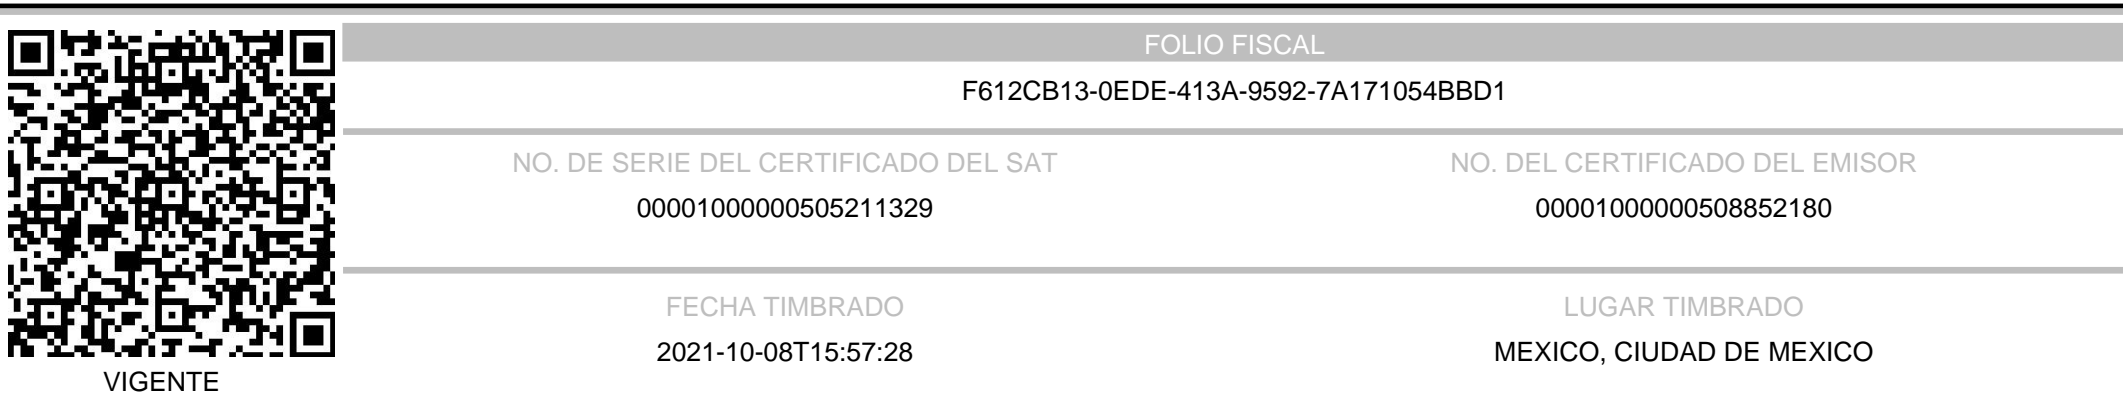 FOLIO FISCAL
F612CB13-0EDE-413A-9592-7A171054BBD1
NO. DE SERIE DEL CERTIFICADO DEL SAT
00001000000505211329
NO. DEL CERTIFICADO DEL EMISOR
00001000000508852180
FECHA TIMBRADO
2021-10-08T15:57:28
LUGAR TIMBRADO
MEXICO, CIUDAD DE MEXICO
VIGENTE